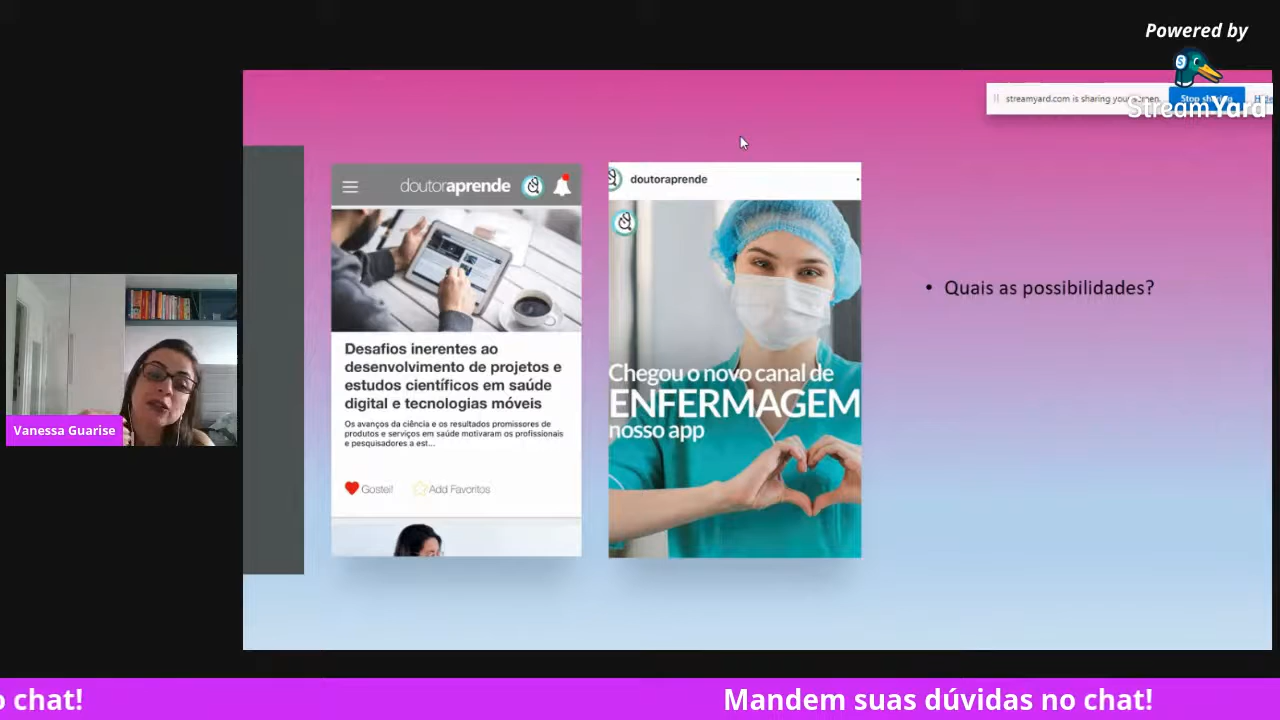 Powered by
StreamYard
streamyard.com is sharing your screen.
Stop sharing
Hide
doutoraprende
Desafios inerentes ao
desenvolvimento de projetos e
estudos científicos em saúde
digital e tecnologias móveis
Os avanços da ciência e os resultados promissores de
produtos e serviços em saúde motivaram os profissionais
e pesquisadores a est...
Gostei!
Add Favoritos
doutoraprende
Chegou o novo canal de
ENFERMAGEM
nosso app
• Quais as possibilidades?
Vanessa Guarise
o chat!
Mandem suas dúvidas no chat!